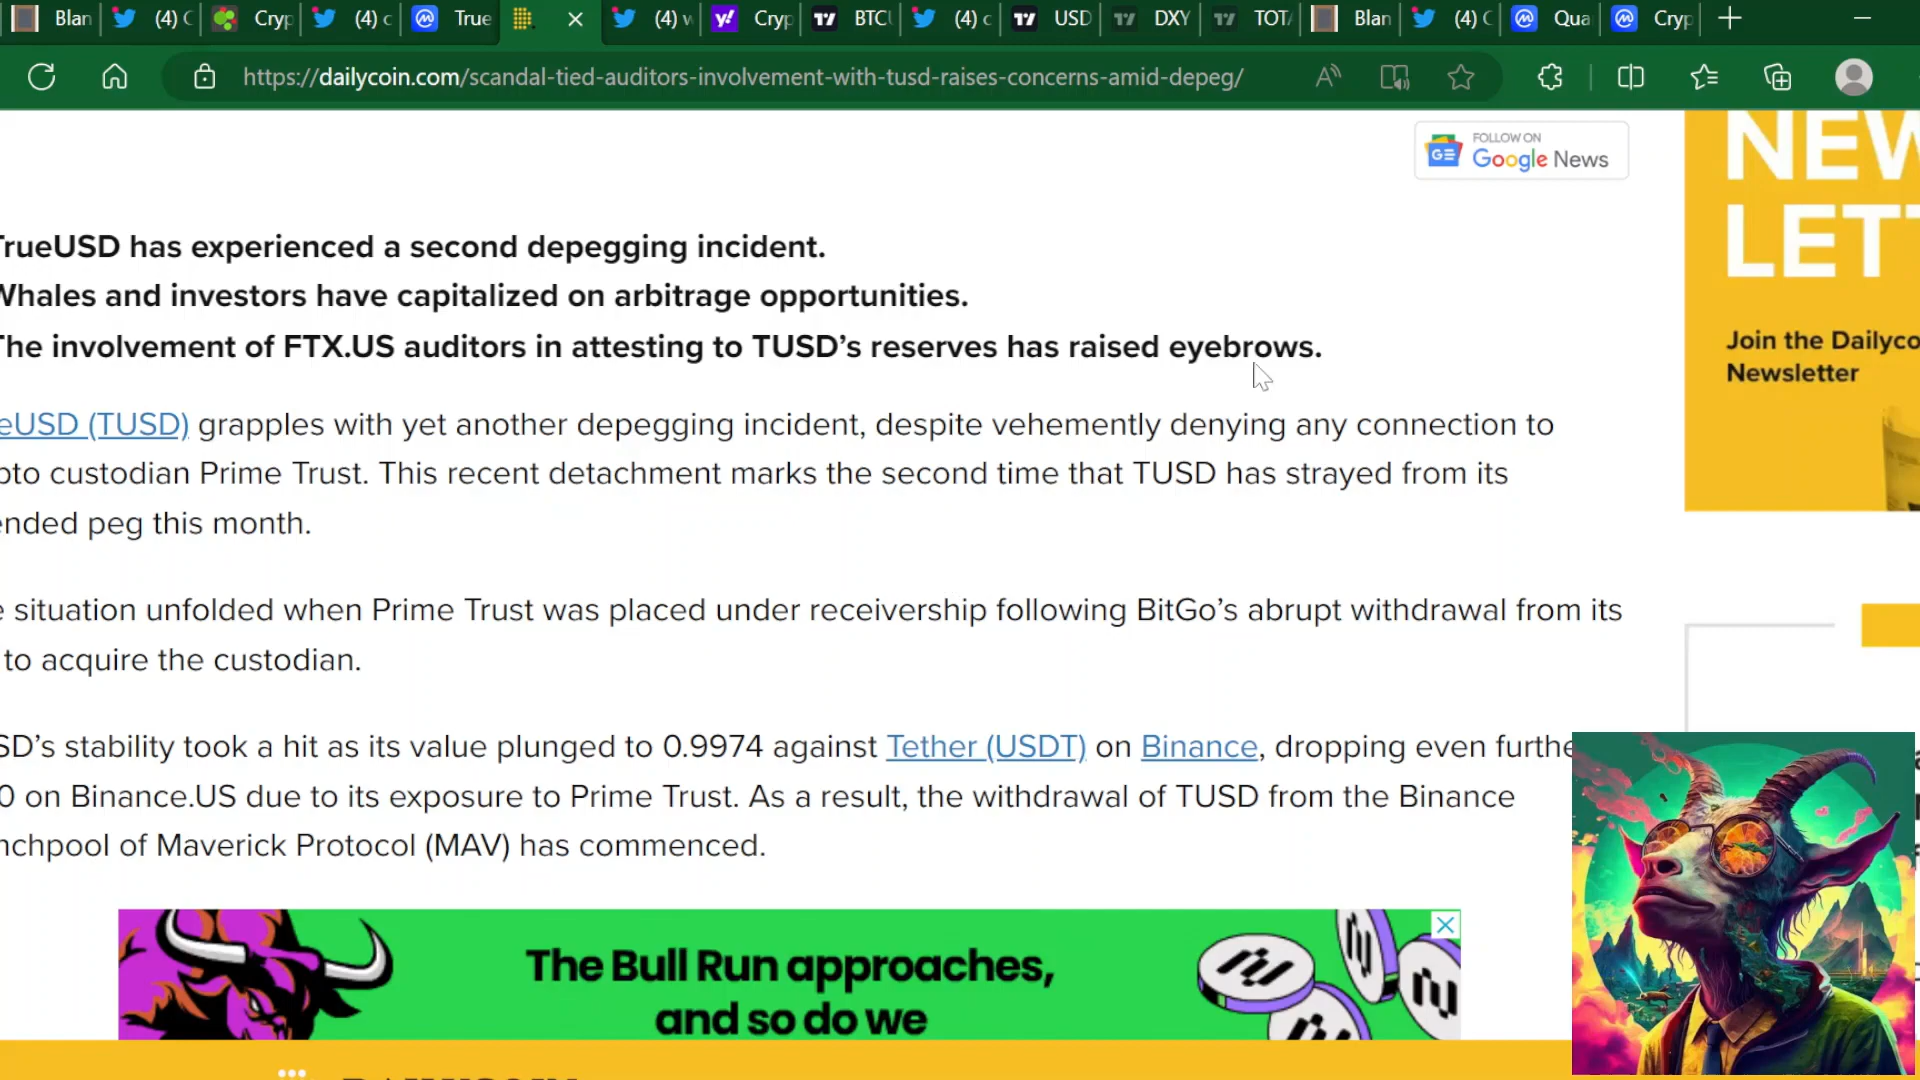 Blan (4) C Cryp (4) c True (4) v Cryp BTCU (4) c USD DXY TOTA Blan (4) C Qua Cryp
https://dailycoin.com/scandal-tied-auditors-involvement-with-tusd-raises-concerns-amid-depeg/
FOLLOW ON
Google News
NEW
LETT
TrueUSD has experienced a second depegging incident.
Whales and investors have capitalized on arbitrage opportunities.
The involvement of FTX.US auditors in attesting to TUSD’s reserves has raised eyebrows.
Join the Dailyco
Newsletter
eUSD (TUSD) grapples with yet another depegging incident, despite vehemently denying any connection to
pto custodian Prime Trust. This recent detachment marks the second time that TUSD has strayed from its
ended peg this month.
e situation unfolded when Prime Trust was placed under receivership following BitGo’s abrupt withdrawal from its
to acquire the custodian.
SD’s stability took a hit as its value plunged to 0.9974 against Tether (USDT) on Binance, dropping even furthe
0 on Binance.US due to its exposure to Prime Trust. As a result, the withdrawal of TUSD from the Binance
nchpool of Maverick Protocol (MAV) has commenced.
The Bull Run approaches,
and so do we